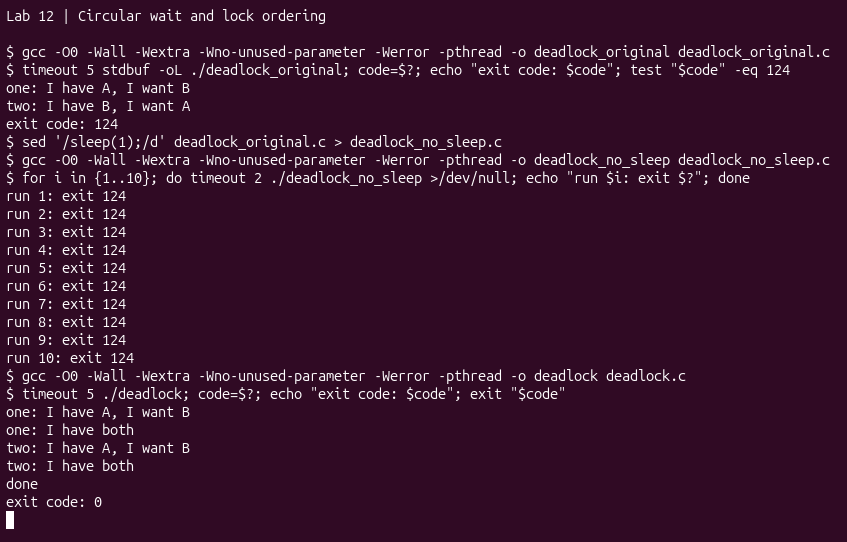 Lab 12 | Circular wait and lock ordering
$ gcc -O0 -Wall -Wextra -Wno-unused-parameter -Werror -pthread -o deadlock_original deadlock_original.c
$ timeout 5 stdbuf -oL ./deadlock_original; code=$?; echo "exit code: $code"; test "$code" -eq 124
one: I have A, I want B
two: I have B, I want A
exit code: 124
$ sed '/sleep(1);/d' deadlock_original.c > deadlock_no_sleep.c
$ gcc -O0 -Wall -Wextra -Wno-unused-parameter -Werror -pthread -o deadlock_no_sleep deadlock_no_sleep.c
$ for i in {1..10}; do timeout 2 ./deadlock_no_sleep >/dev/null; echo "run $i: exit $?"; done
run 1: exit 124
run 2: exit 124
run 3: exit 124
run 4: exit 124
run 5: exit 124
run 6: exit 124
run 7: exit 124
run 8: exit 124
run 9: exit 124
run 10: exit 124
$ gcc -O0 -Wall -Wextra -Wno-unused-parameter -Werror -pthread -o deadlock deadlock.c
$ timeout 5 ./deadlock; code=$?; echo "exit code: $code"; exit "$code"
one: I have A, I want B
one: I have both
two: I have A, I want B
two: I have both
done
exit code: 0